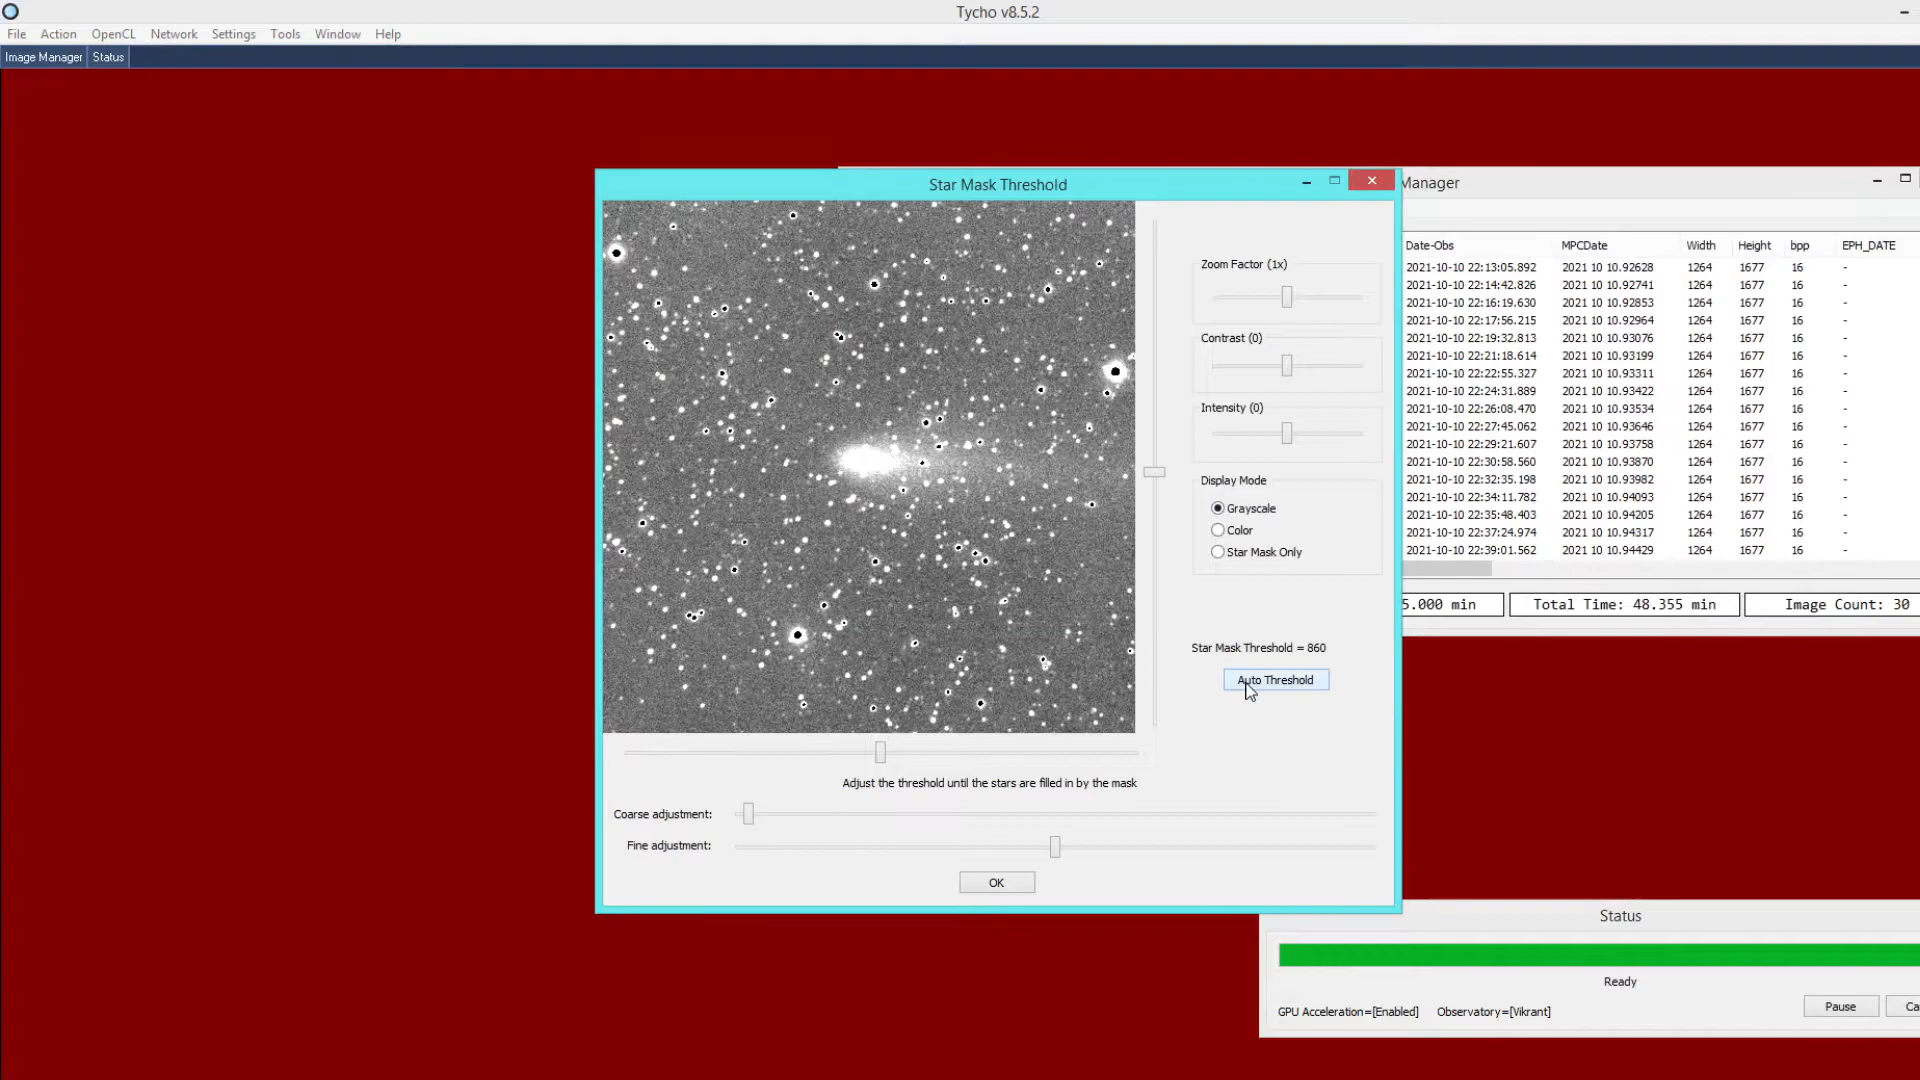 Tycho v8.5.2
File Action OpenCL Network Settings Tools Window Help
Image Manager Status
Star Mask Threshold
Manager
Zoom Factor (1x)
Contrast (0)
Intensity (0)
Display Mode
Grayscale
Color
Star Mask Only
Star Mask Threshold = 860
Auto Threshold
Adjust the threshold until the stars are filled in by the mask
Coarse adjustment:
Fine adjustment:
OK
Date-Obs MPCDate Width Height bpp EPH_DATE
2021-10-10 22:13:05.892 2021 10 10.92628 1264 1677 16 -
2021-10-10 22:14:42.826 2021 10 10.92741 1264 1677 16 -
2021-10-10 22:16:19.630 2021 10 10.92853 1264 1677 16 -
2021-10-10 22:17:56.215 2021 10 10.92964 1264 1677 16 -
2021-10-10 22:19:32.813 2021 10 10.93076 1264 1677 16 -
2021-10-10 22:21:18.614 2021 10 10.93199 1264 1677 16 -
2021-10-10 22:22:55.327 2021 10 10.93311 1264 1677 16 -
2021-10-10 22:24:31.889 2021 10 10.93422 1264 1677 16 -
2021-10-10 22:26:08.470 2021 10 10.93534 1264 1677 16 -
2021-10-10 22:27:45.062 2021 10 10.93646 1264 1677 16 -
2021-10-10 22:29:21.607 2021 10 10.93758 1264 1677 16 -
2021-10-10 22:30:58.560 2021 10 10.93870 1264 1677 16 -
2021-10-10 22:32:35.198 2021 10 10.93982 1264 1677 16 -
2021-10-10 22:34:11.782 2021 10 10.94093 1264 1677 16 -
2021-10-10 22:35:48.403 2021 10 10.94205 1264 1677 16 -
2021-10-10 22:37:24.974 2021 10 10.94317 1264 1677 16 -
2021-10-10 22:39:01.562 2021 10 10.94429 1264 1677 16 -
5.000 min Total Time: 48.355 min Image Count: 30
Status
Ready
GPU Acceleration=[Enabled] Observatory=[Vikrant] Pause Ca